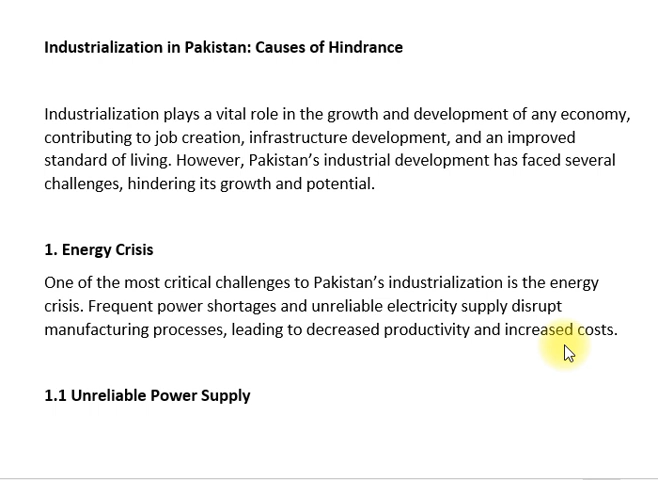 Industrialization in Pakistan: Causes of Hindrance
Industrialization plays a vital role in the growth and development of any economy,
contributing to job creation, infrastructure development, and an improved
standard of living. However, Pakistan’s industrial development has faced several
challenges, hindering its growth and potential.
1. Energy Crisis
One of the most critical challenges to Pakistan’s industrialization is the energy
crisis. Frequent power shortages and unreliable electricity supply disrupt
manufacturing processes, leading to decreased productivity and increased costs.
1.1 Unreliable Power Supply